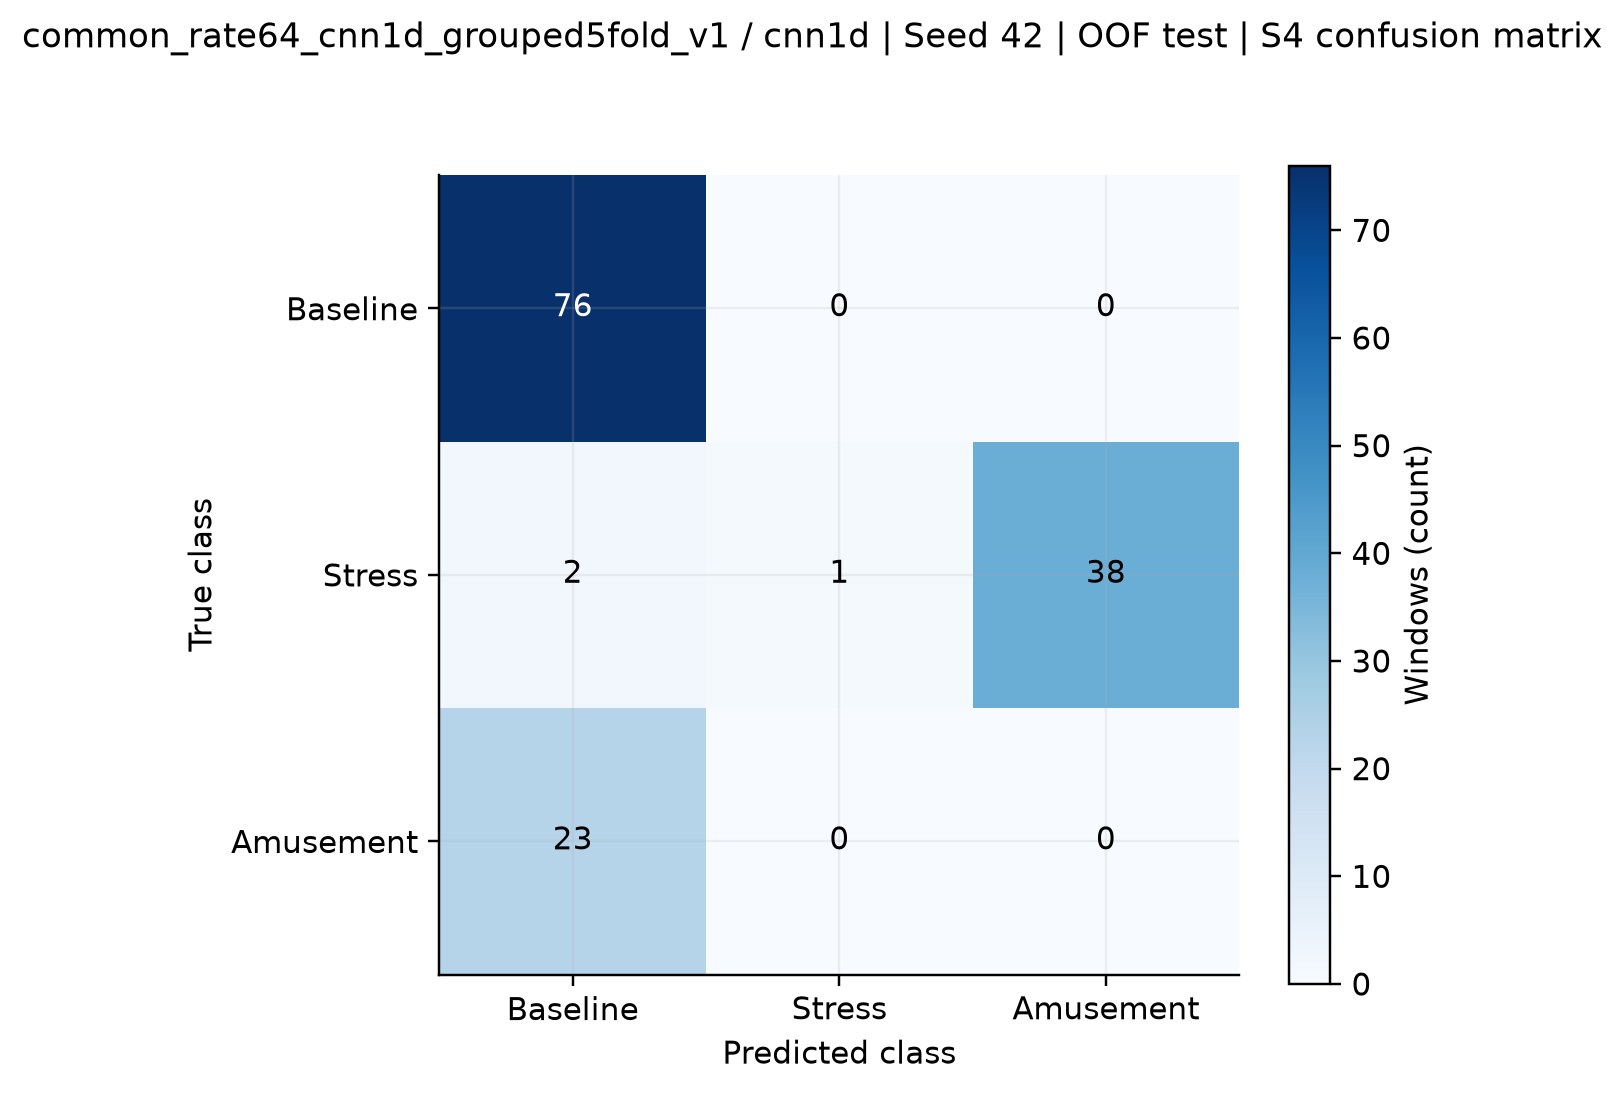 common_rate64_cnn1d_grouped5fold_v1 / cnn1d | Seed 42 | OOF test | S4 confusion matrix
Baseline
76
0
0
Stress
2
1
38
Amusement
23
0
0
Baseline
Stress
Amusement
Predicted class
True class
70
60
50
40
30
20
10
0
Windows (count)